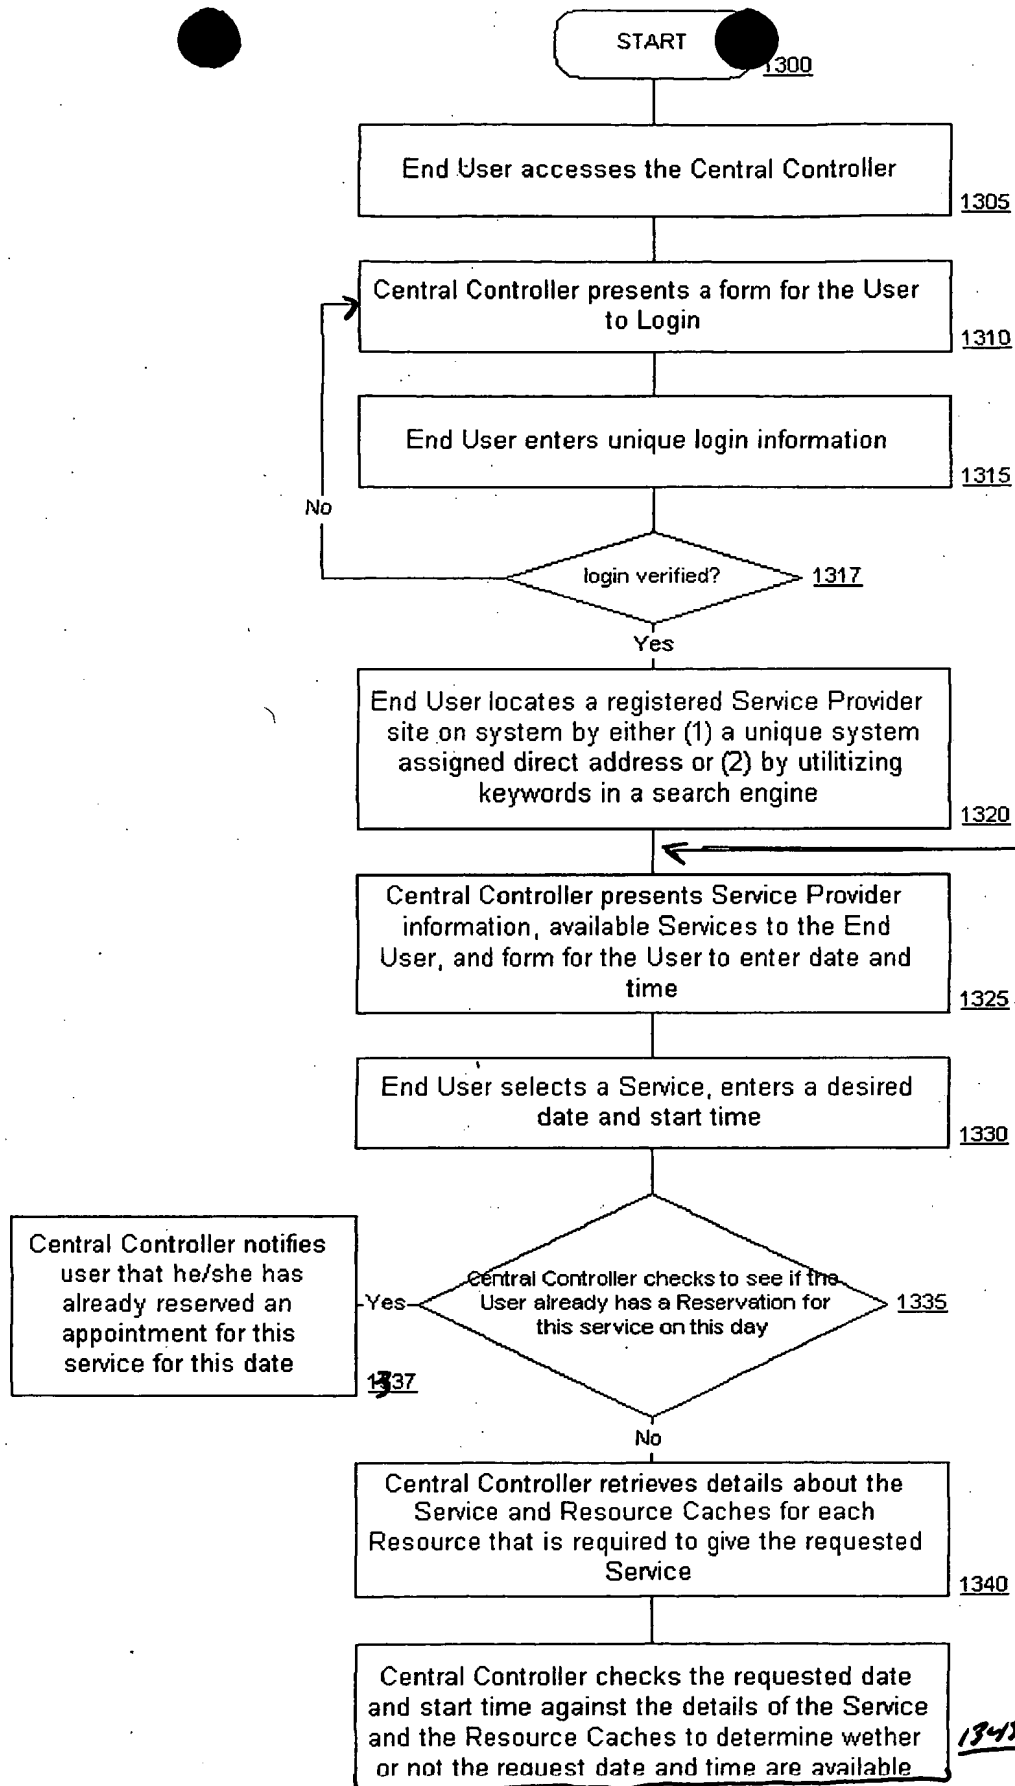 START
1300
End User accesses the Central Controller
1305
Central Controller presents a form for the User
to Login
1310
End User enters unique login information
1315
No
login verified?
1317
Yes
End User locates a registered Service Provider
site on system by either (1) a unique system
assigned direct address or (2) by utilitizing
keywords in a search engine
1320
Central Controller presents Service Provider
information, available Services to the End
User, and form for the User to enter date and
time
1325
End User selects a Service, enters a desired
date and start time
1330
Central Controller notifies
user that he/she has
already reserved an
appointment for this
service for this date
1337
Yes
Central Controller checks to see if the
User already has a Reservation for
this service on this day
1335
No
Central Controller retrieves details about the
Service and Resource Caches for each
Resource that is required to give the requested
Service
1340
Central Controller checks the requested date
and start time against the details of the Service
and the Resource Caches to determine wether
or not the request date and time are available